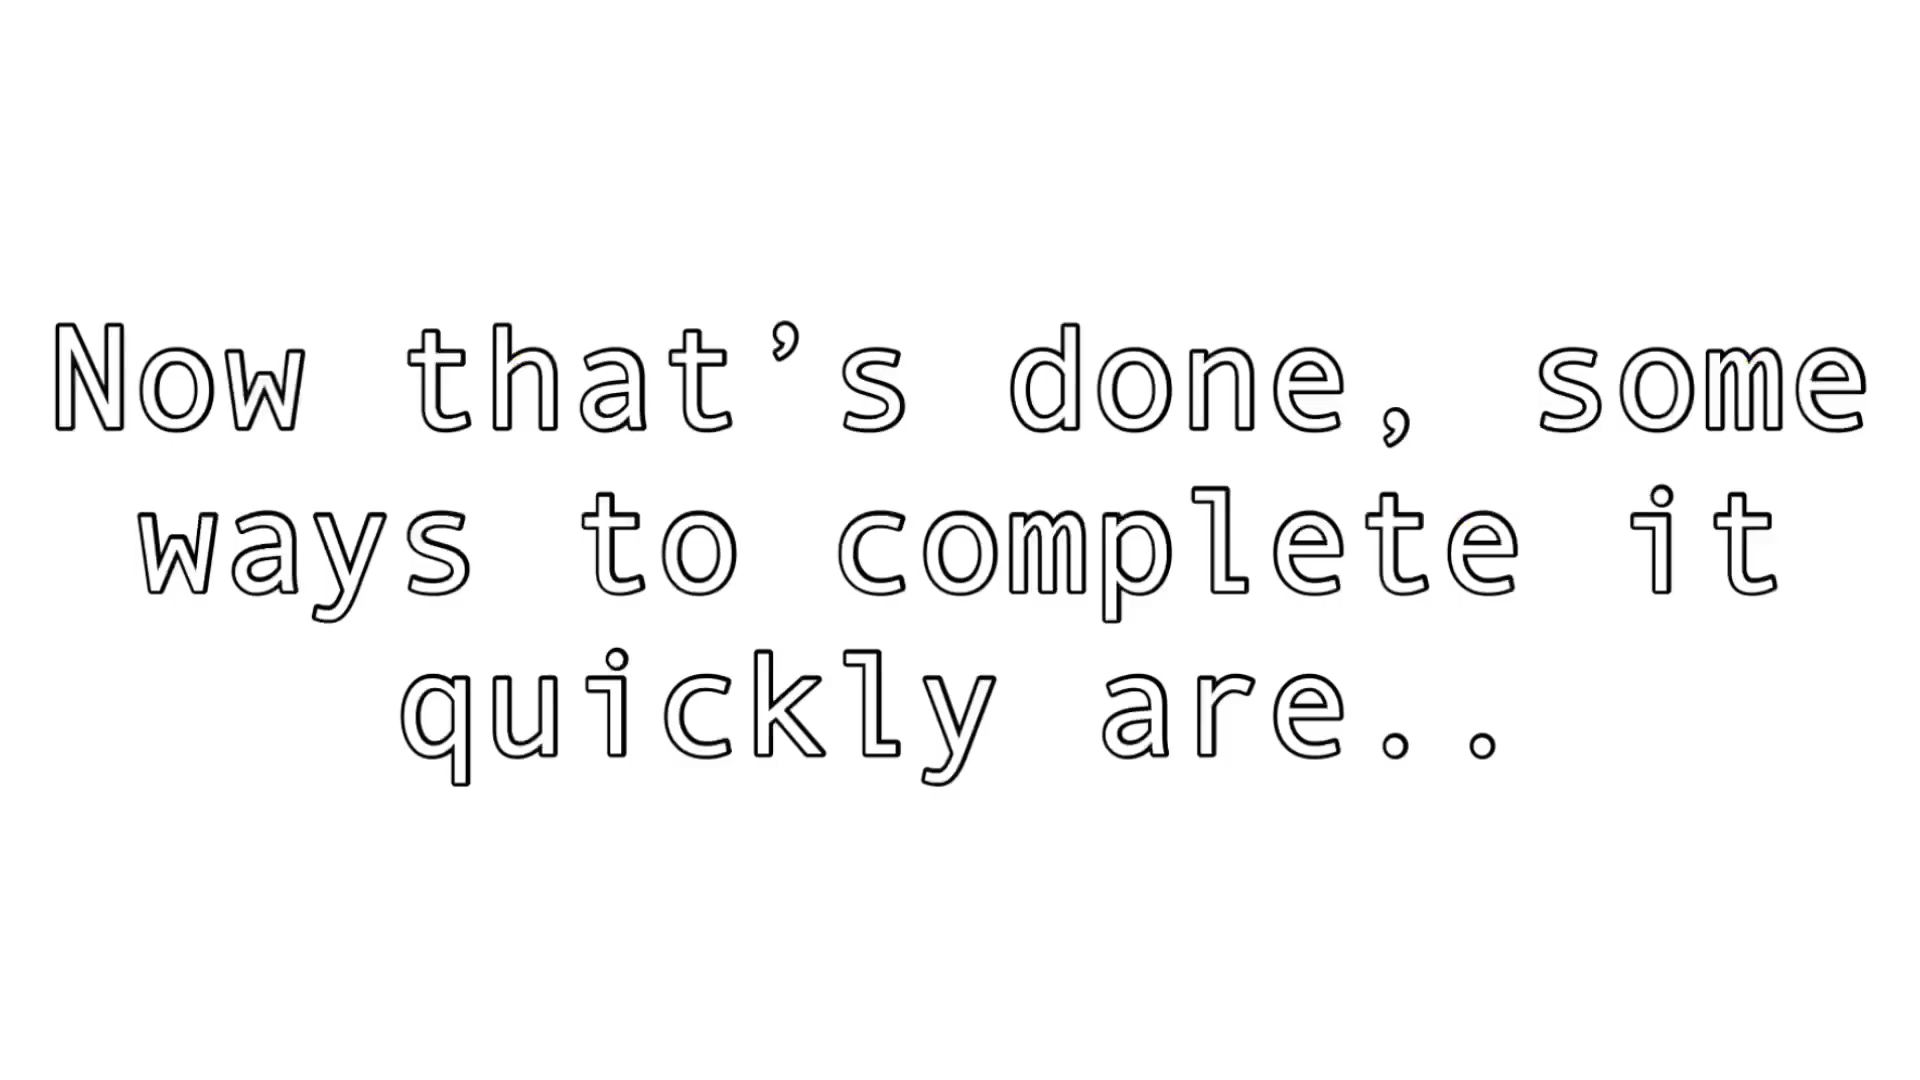 Now that’s done, some
ways to complete it
quickly are..